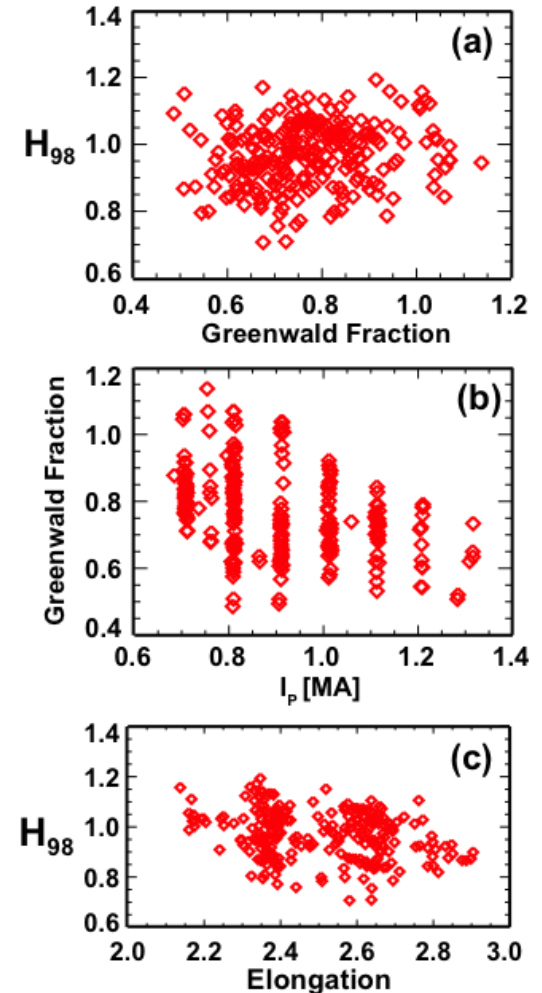 1.4
(a)
1.2
H98
1.0
0.8
0.6
0.4 0.6 0.8 1.0 1.2
Greenwald Fraction
1.2
(b)
Greenwald Fraction
1.0
0.8
0.6
0.4
0.6 0.8 1.0 1.2 1.4
IP [MA]
1.4
(c)
1.2
H98
1.0
0.8
0.6
2.0 2.2 2.4 2.6 2.8 3.0
Elongation